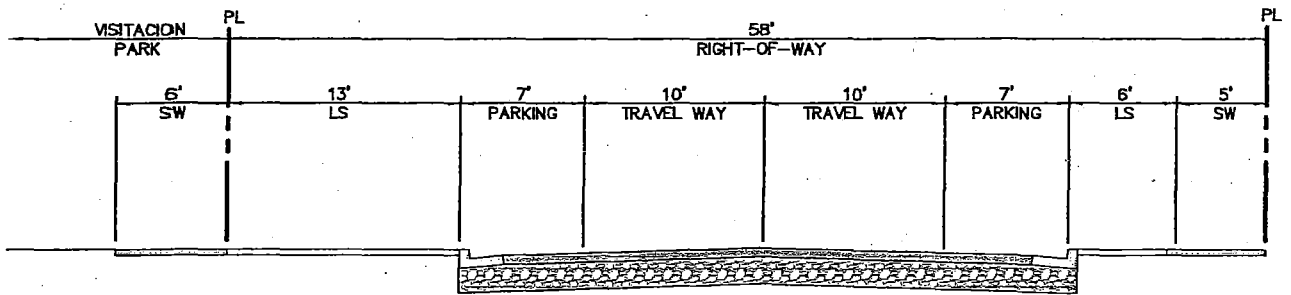 PL
PL
VISITACION
PARK
58'
RIGHT-OF-WAY
6'
SW
13'
LS
7'
PARKING
10'
TRAVEL WAY
10'
TRAVEL WAY
7'
PARKING
6'
LS
5'
SW